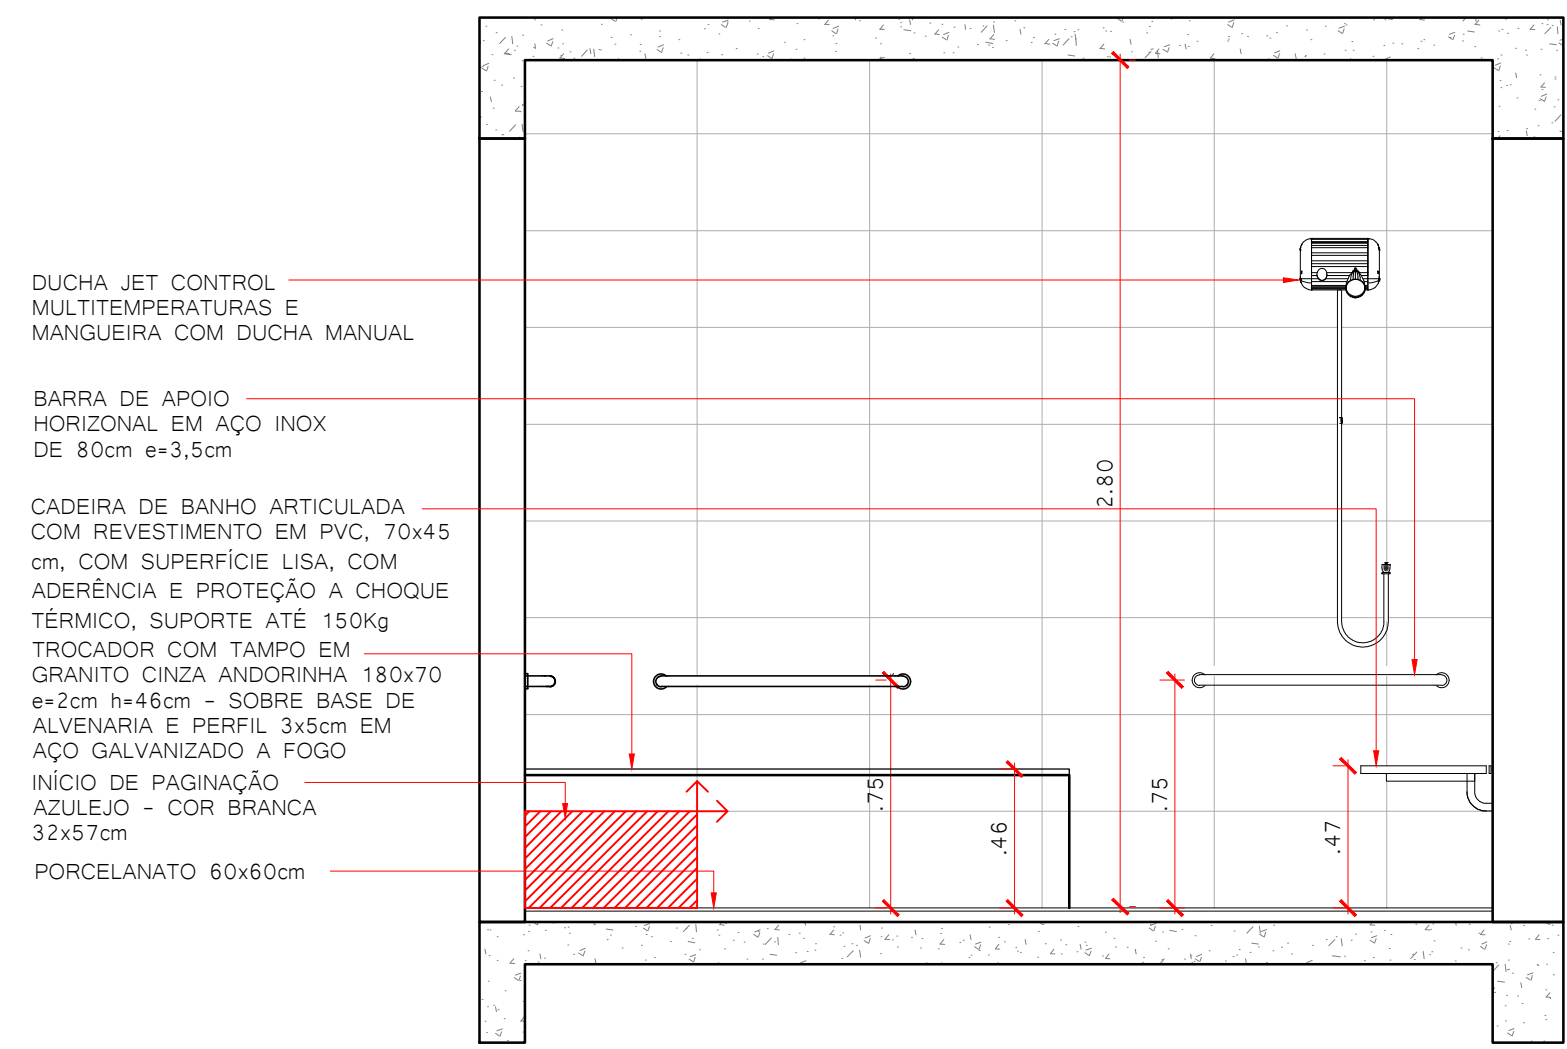 DUCHA JET CONTROL
MULTITEMPERATURAS E
MANGUEIRA COM DUCHA MANUAL
BARRA DE APOIO
HORIZONAL EM AÇO INOX
DE 80cm e=3,5cm
CADEIRA DE BANHO ARTICULADA
COM REVESTIMENTO EM PVC, 70x45
cm, COM SUPERFÍCIE LISA, COM
ADERÊNCIA E PROTEÇÃO A CHOQUE
TÉRMICO, SUPORTE ATÉ 150Kg
TROCADOR COM TAMPO EM
GRANITO CINZA ANDORINHA 180x70
e=2cm h=46cm - SOBRE BASE DE
ALVENARIA E PERFIL 3x5cm EM
AÇO GALVANIZADO A FOGO
INÍCIO DE PAGINAÇÃO
AZULEJO - COR BRANCA
32x57cm
PORCELANATO 60x60cm
2.80
.75
.46
.75
.47